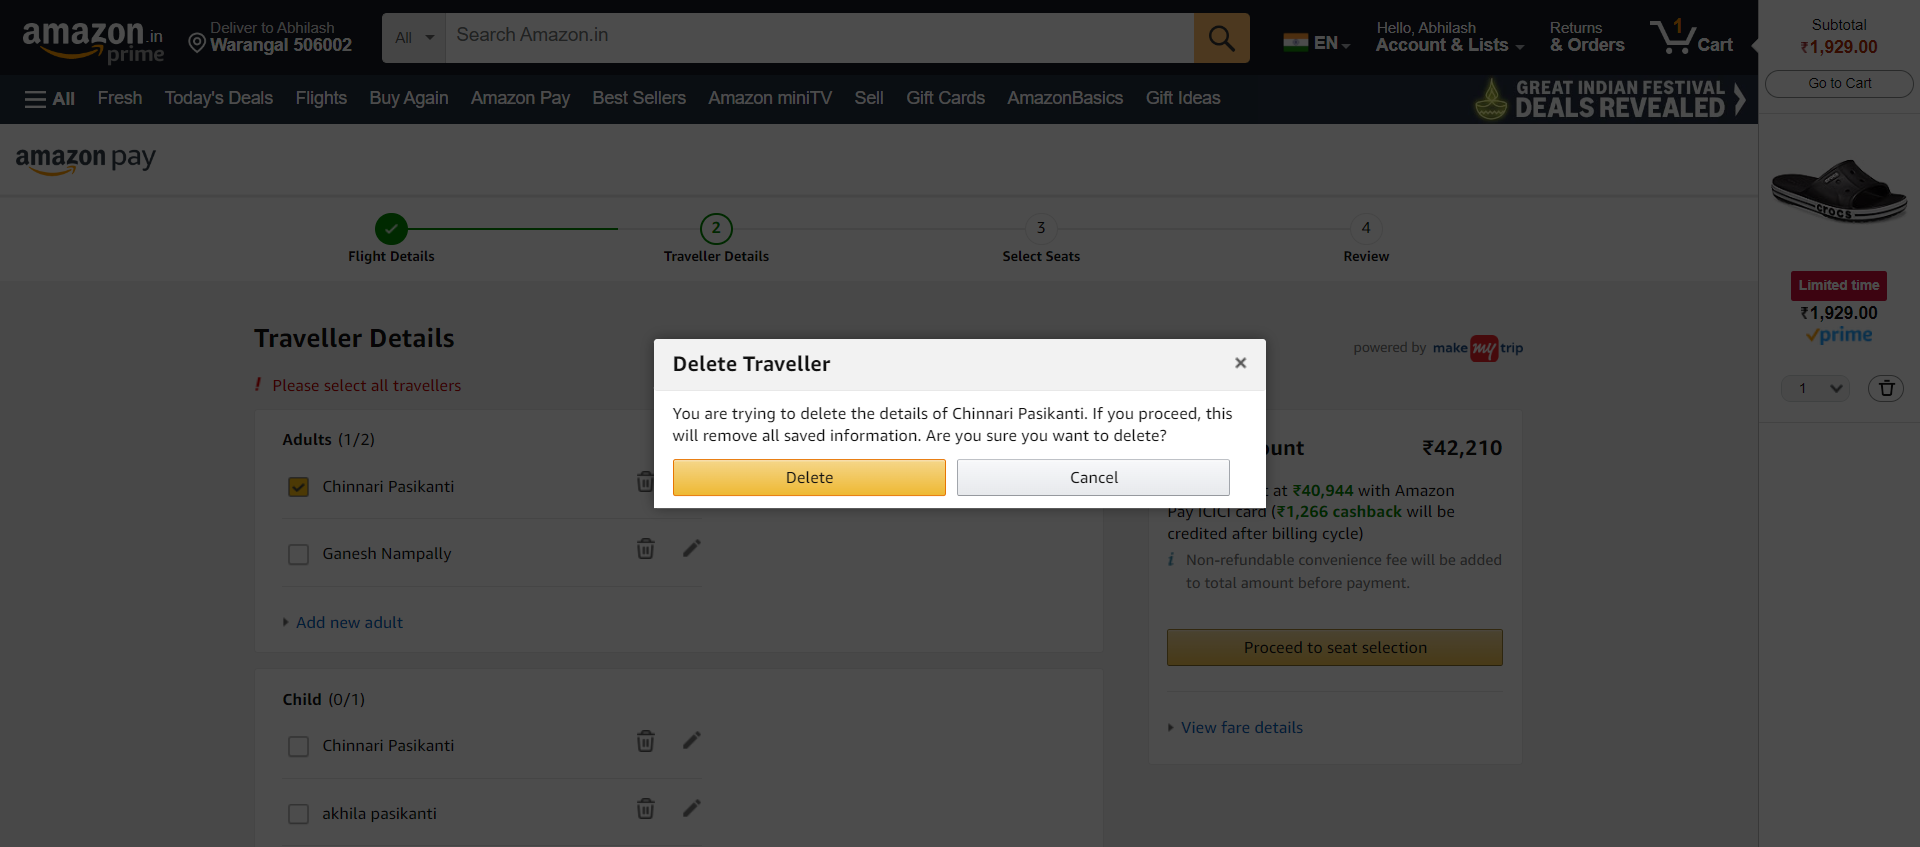 amazon.in
prime
Deliver to Abhilash
Warangal 506002
All
Search Amazon.in
EN
Hello, Abhilash
Account & Lists
Returns
& Orders
1
Cart
Subtotal
₹1,929.00
Go to Cart
All
Fresh
Today's Deals
Flights
Buy Again
Amazon Pay
Best Sellers
Amazon miniTV
Sell
Gift Cards
AmazonBasics
Gift Ideas
GREAT INDIAN FESTIVAL
DEALS REVEALED
amazon pay
2
3
4
Flight Details
Traveller Details
Select Seats
Review
crocs
Limited time
₹1,929.00
prime
1
Traveller Details
powered by make my trip
! Please select all travellers
Delete Traveller
×
You are trying to delete the details of Chinnari Pasikanti. If you proceed, this
will remove all saved information. Are you sure you want to delete?
Delete
Cancel
Adults (1/2)
Chinnari Pasikanti
Ganesh Nampally
Add new adult
Child (0/1)
Chinnari Pasikanti
akhila pasikanti
₹42,210
at ₹40,944 with Amazon
Pay ICICI card (₹1,266 cashback will be
credited after billing cycle)
i Non-refundable convenience fee will be added
to total amount before payment.
Proceed to seat selection
View fare details